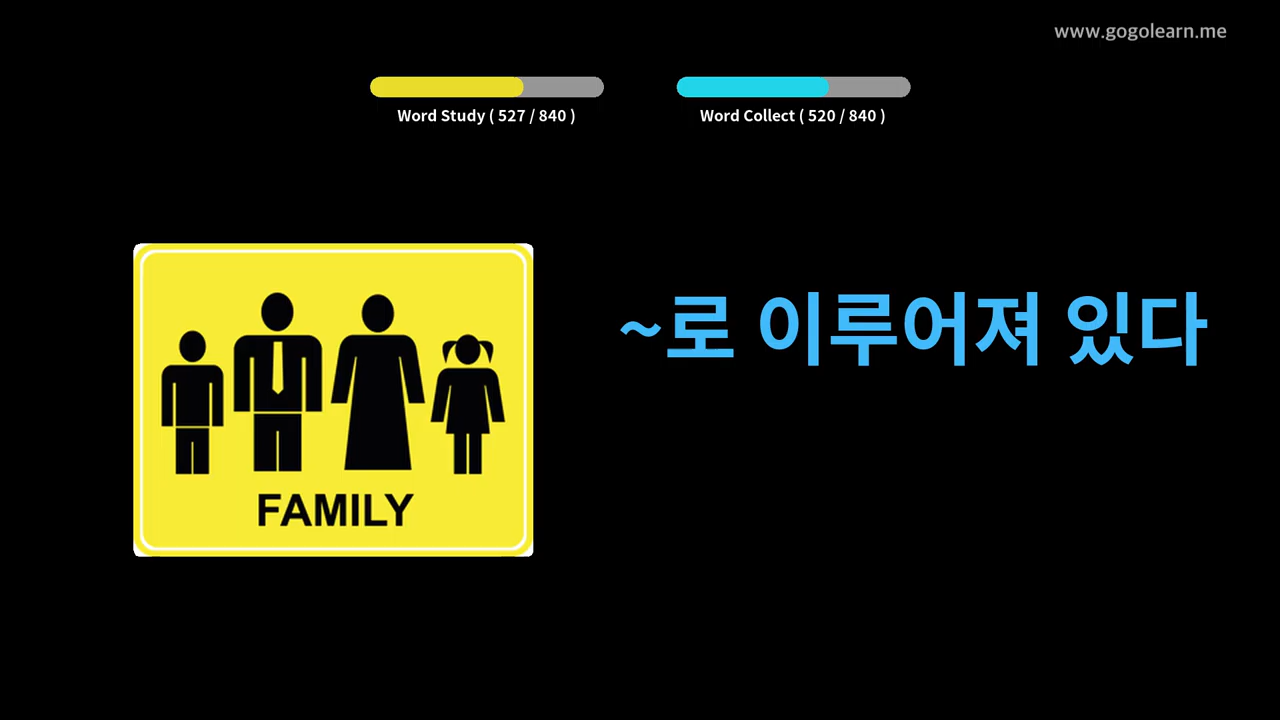 www.gogolearn.me
Word Study ( 527 / 840 )
Word Collect ( 520 / 840 )
~로 이루어져 있다
FAMILY